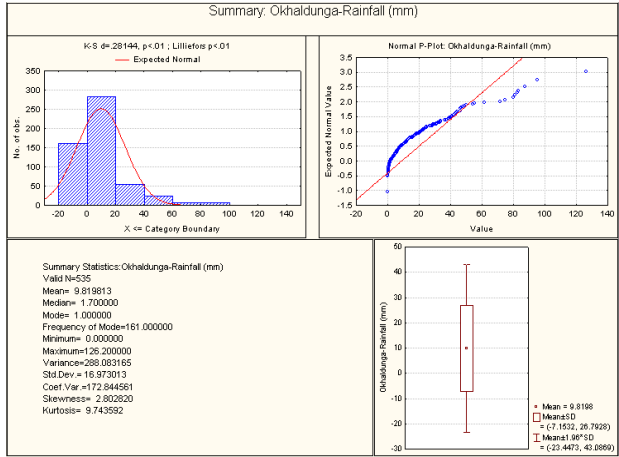 Summary: Okhaldunga-Rainfall (mm)
K-S d=.28144, p<.01 ; Lilliefors p<.01
Expected Normal
350
300
250
200
150
100
50
0
No. of obs.
-20 0 20 40 60 80 100 120 140
X <= Category Boundary
Normal P-Plot: Okhaldunga-Rainfall (mm)
3.5
3.0
2.5
2.0
1.5
1.0
0.5
0.0
-0.5
-1.0
-1.5
Expected Normal Value
-20 0 20 40 60 80 100 120 140
Value
Summary Statistics:Okhaldunga-Rainfall (mm)
Valid N=535
Mean= 9.819813
Median= 1.700000
Mode= 1.000000
Frequency of Mode=161.000000
Minimum= 0.000000
Maximum=126.200000
Variance=288.083165
Std.Dev.= 16.973013
Coef.Var.=172.844561
Skewness= 2.802820
Kurtosis= 9.743592
50
40
30
20
10
0
-10
-20
-30
Okhaldunga-Rainfall (mm)
Mean = 9.8198
Mean±SD
= (-7.1532, 26.7928)
Mean±1.96*SD
= (-23.4473, 43.0869)